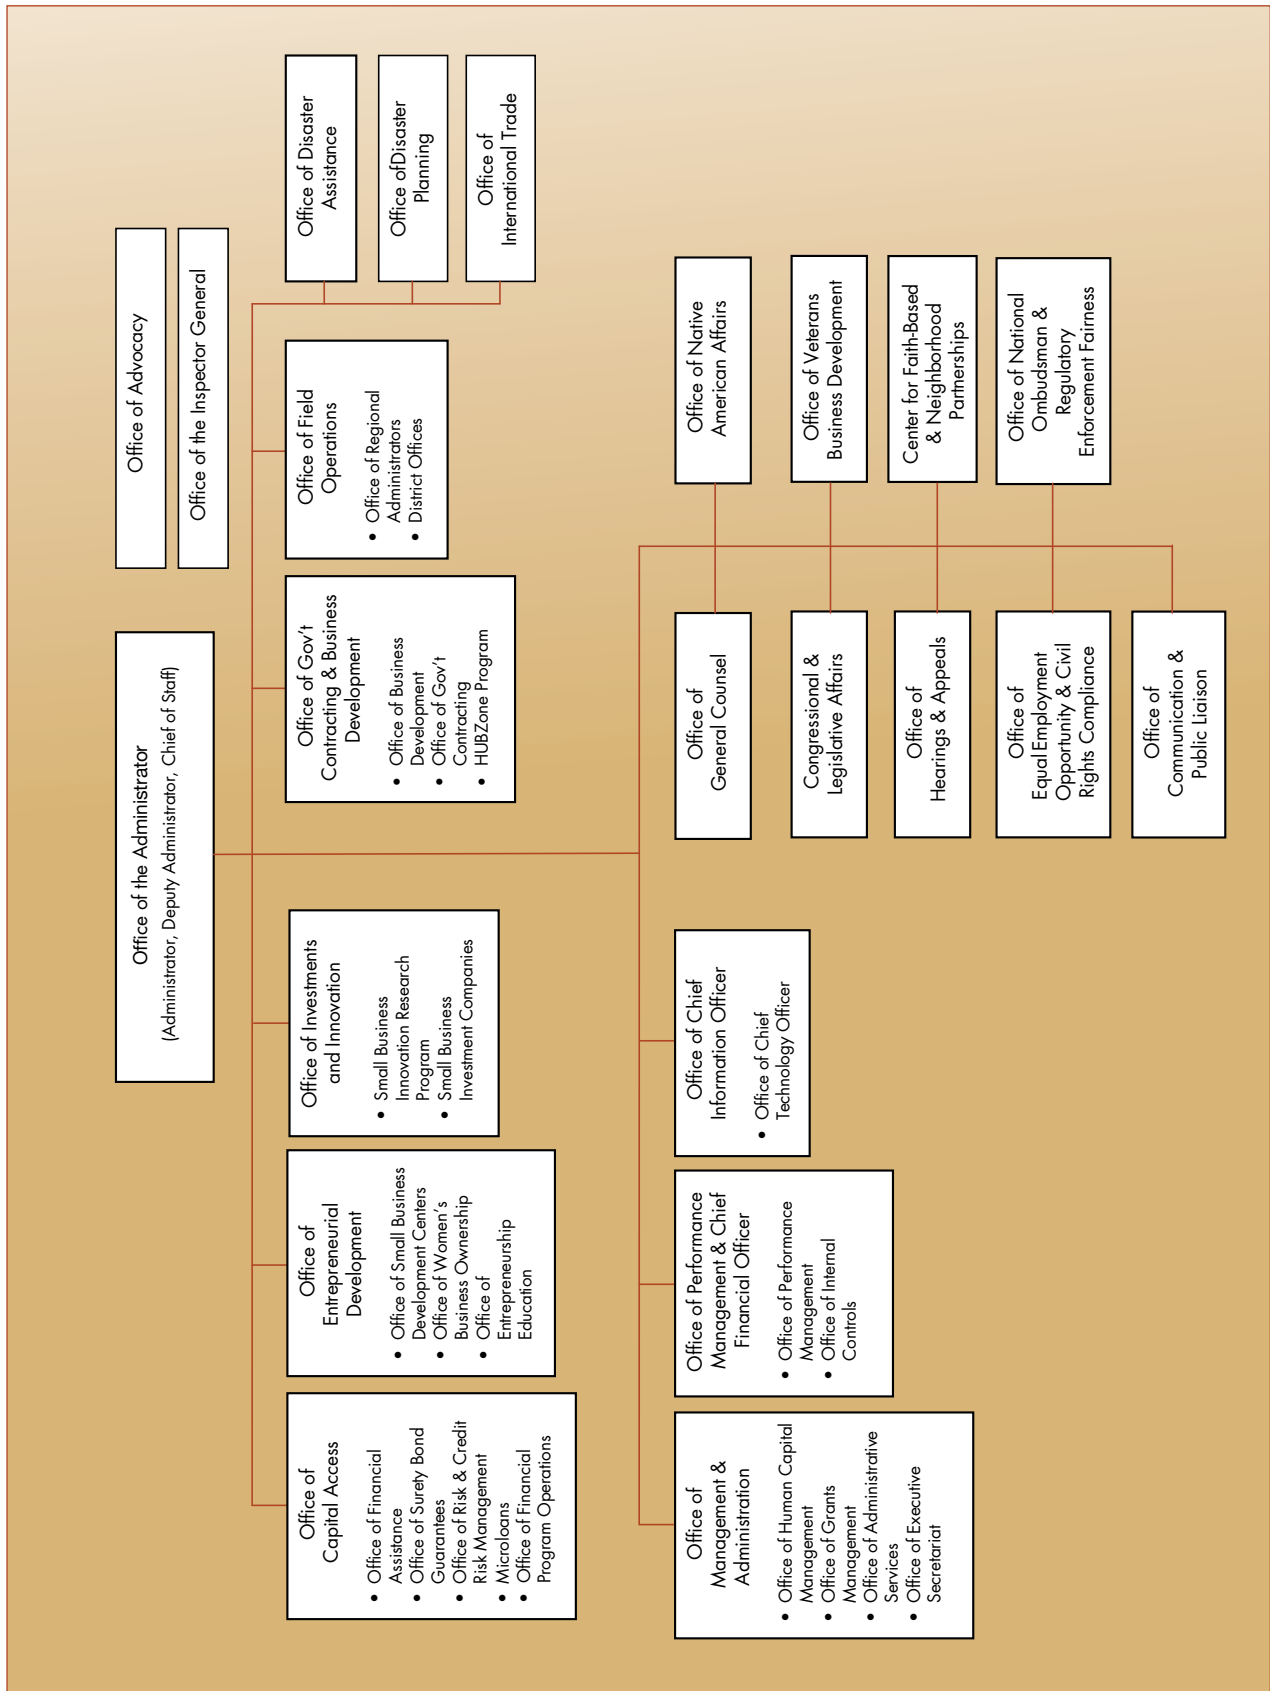 Office of the Administrator
(Administrator, Deputy Administrator, Chief of Staff)
Office of Advocacy
Office of the Inspector General
Office of
Capital Access
• Office of Financial
Assistance
• Office of Surety Bond
Guarantees
• Office of Risk & Credit
Risk Management
• Microloans
• Office of Financial
Program Operations
Office of
Entrepreneurial
Development
• Office of Small Business
Development Centers
• Office of Women's
Business Ownership
• Office of
Entrepreneurship
Education
Office of Investments
and Innovation
• Small Business
Innovation Research
Program
• Small Business
Investment Companies
Office of Gov't
Contracting & Business
Development
• Office of Business
Development
• Office of Gov't
Contracting
• HUBZone Program
Office of Field
Operations
• Office of Regional
Administrators
• District Offices
Office of Disaster
Assistance
Office ofDisaster
Planning
Office of
International Trade
Office of
Management &
Administration
• Office of Human Capital
Management
• Office of Grants
Management
• Office of Administrative
Services
• Office of Executive
Secretariat
Office of Performance
Management & Chief
Financial Officer
• Office of Performance
Management
• Office of Internal
Controls
Office of Chief
Information Officer
• Office of Chief
Technology Officer
Office of
General Counsel
Office of Native
American Affairs
Congressional &
Legislative Affairs
Office of Veterans
Business Development
Office of
Hearings & Appeals
Center for Faith-Based
& Neighborhood
Partnerships
Office of
Equal Employment
Opportunity & Civil
Rights Compliance
Office of National
Ombudsman &
Regulatory
Enforcement Fairness
Office of
Communication &
Public Liaison